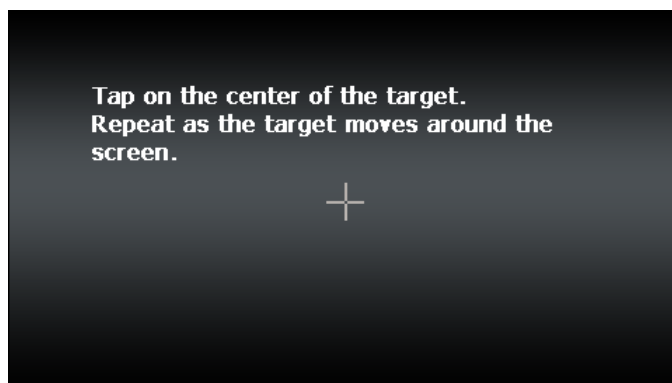 Tap on the center of the target.
Repeat as the target moves around the
screen.